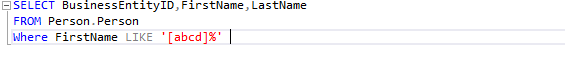 SELECT BusinessEntityID,FirstName,LastName
FROM Person.Person
Where FirstName LIKE '[abcd]%'